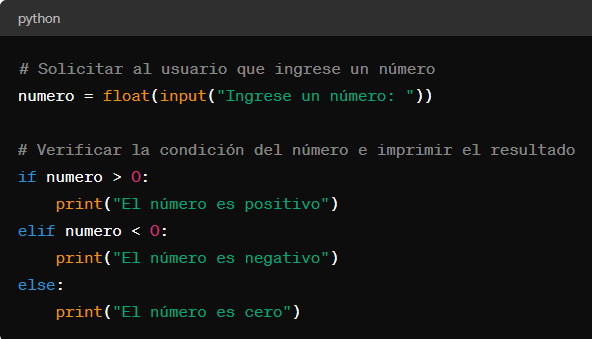 python
# Solicitar al usuario que ingrese un número
numero = float(input("Ingrese un número: "))
# Verificar la condición del número e imprimir el resultado
if numero > 0:
    print("El número es positivo")
elif numero < 0:
    print("El número es negativo")
else:
    print("El número es cero")